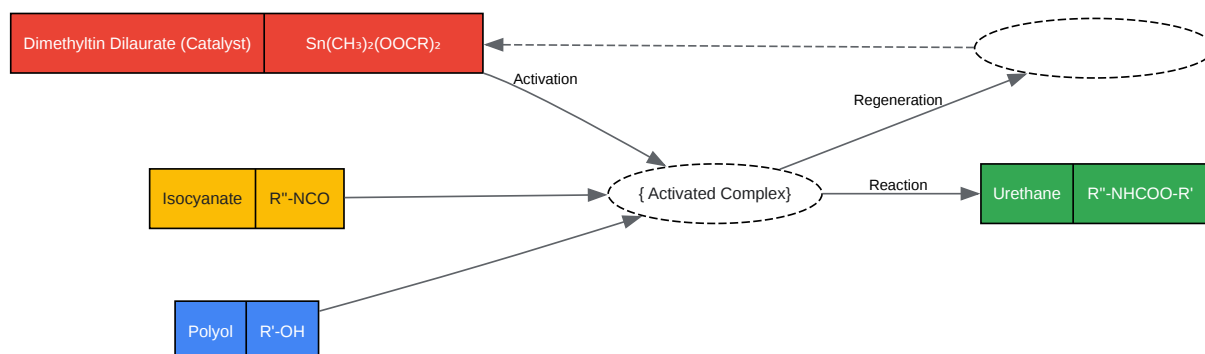 Dimethyltin Dilaurate (Catalyst) Sn(CH₃)₂(OOCR)₂
Activation
Regeneration
Isocyanate R''-NCO
{ Activated Complex}
Reaction
Urethane R''-NHCOO-R'
Polyol R'-OH